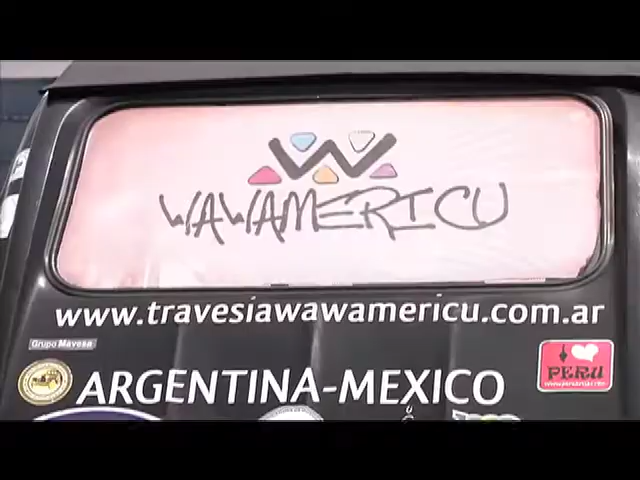 W
WAWAMERICU
www.travesiawawamericu.com.ar
Grupo Mavesa
I PERU
ARGENTINA-MEXICO